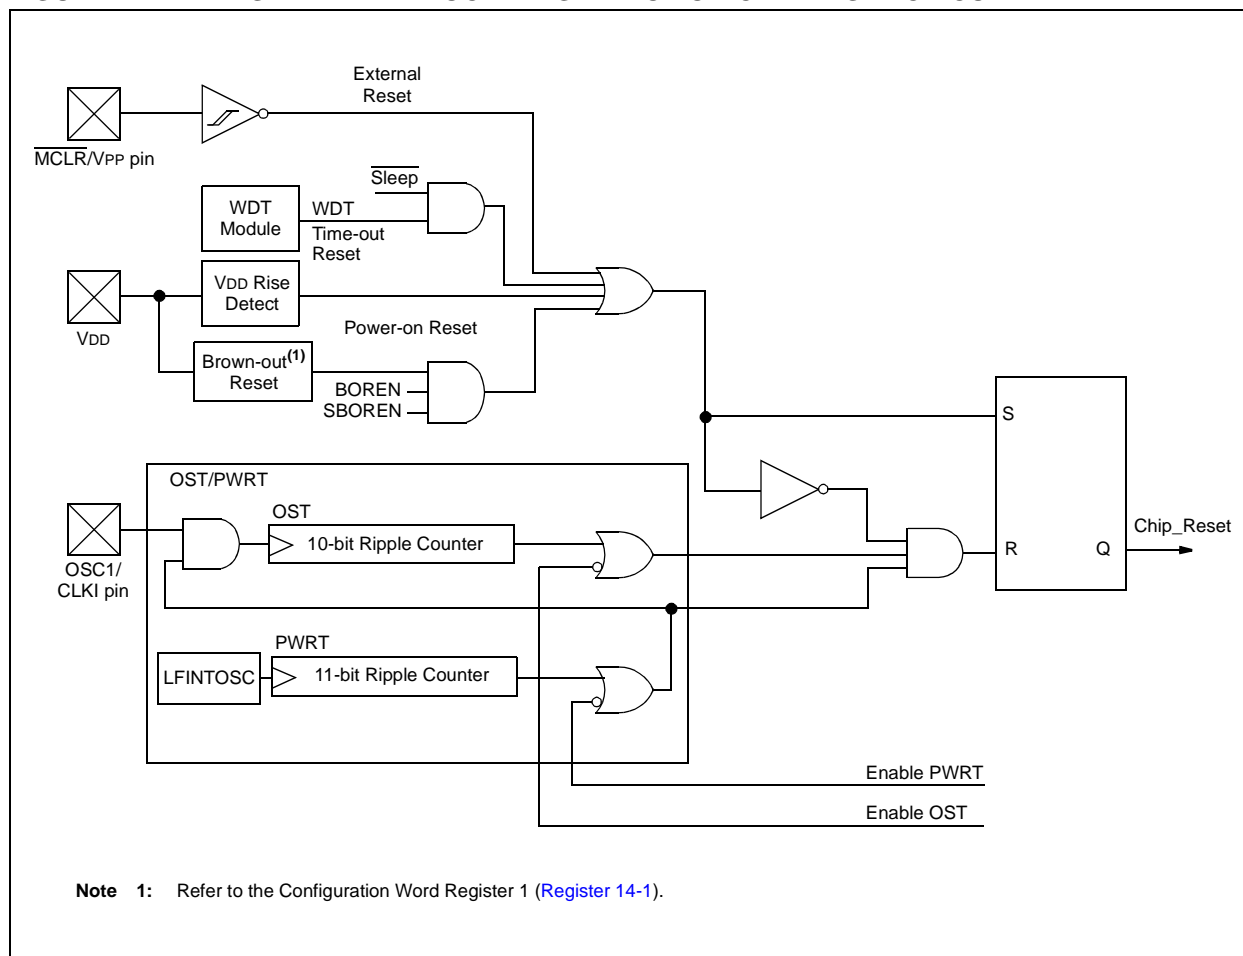 External
Reset
MCLR/VPP pin
Sleep
WDT
Module
WDT
Time-out
Reset
VDD Rise
Detect
VDD
Power-on Reset
Brown-out(1)
Reset
BOREN
SBOREN
S
OST/PWRT
OST
10-bit Ripple Counter
OSC1/
CLKI pin
Chip_Reset
R
Q
PWRT
LFINTOSC
11-bit Ripple Counter
Enable PWRT
Enable OST
Note 1: Refer to the Configuration Word Register 1 (Register 14-1).